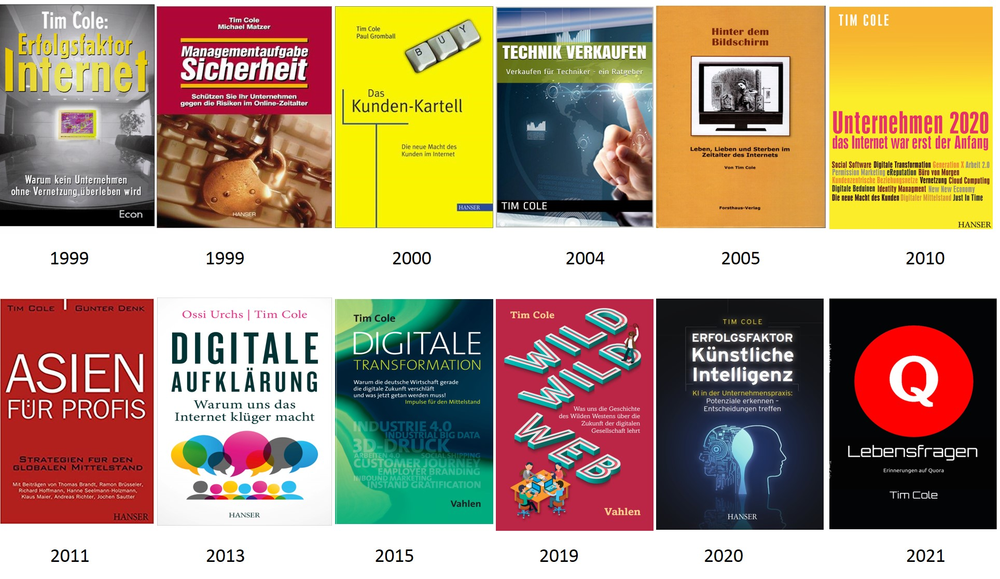 Tim Cole:
Erfolgsfaktor
Internet
Warum kein Unternehmen
ohne Vernetzung überleben wird
Econ
1999
Tim Cole
Michael Matzer
Managementaufgabe
Sicherheit
Schützen Sie Ihr Unternehmen
gegen die Risiken im Online-Zeitalter
HANSER
1999
Tim Cole
Paul Gromball
B U Y
Das
Kunden-Kartell
Die neue Macht des
Kunden im Internet
HANSER
2000
TECHNIK VERKAUFEN
Verkaufen für Techniker - ein Ratgeber
TIM COLE
2004
Hinter dem
Bildschirm
Leben, Lieben und Sterben im
Zeitalter des Internets
Von Tim Cole
Forsthaus-Verlag
2005
TIM COLE
Unternehmen 2020
das Internet war erst der Anfang
Social Software Digitale Transformation Generation X Arbeit 2.0
Permission Marketing eReputation Büro von Morgen
Kundenzentrische Beziehungsnetze Vernetzung Cloud Computing
Digitale Beduinen Identity Managment New New Economy
Die neue Macht des Kunden Digitaler Mittelstand Just In Time
HANSER
2010
TIM COLE | GUNTER DENK
ASIEN
FÜR PROFIS
STRATEGIEN FÜR DEN
GLOBALEN MITTELSTAND
Mit Beiträgen von Thomas Brandt, Ramon Brüsseler,
Richard Hoffmann, Hanne Seelmann-Holzmann,
Klaus Maier, Andreas Richter, Jochen Sautter
HANSER
2011
Ossi Urchs | Tim Cole
DIGITALE
AUFKLÄRUNG
Warum uns das
Internet klüger macht
HANSER
2013
Tim Cole
DIGITALE
TRANSFORMATION
Warum die deutsche Wirtschaft gerade
die digitale Zukunft verschläft
und was jetzt getan werden muss!
Impulse für den Mittelstand
INDUSTRIE 4.0
INDUSTRIAL BIG DATA
3D-DRUCK
ARBEITEN 4.0 SOCIAL SHIPPING
CUSTOMER JOURNEY
EMPLOYER BRANDING
INBOUND MARKETING
INSTAND GRATIFICATION
Vahlen
2015
Tim Cole
WILD
WILD
WEB
Was uns die Geschichte
des Wilden Westens über die
Zukunft der digitalen
Gesellschaft lehrt
Vahlen
2019
TIM COLE
ERFOLGSFAKTOR
Künstliche
Intelligenz
KI in der Unternehmenspraxis:
Potenziale erkennen –
Entscheidungen treffen
HANSER
2020
Q
Lebensfragen
Erinnerungen auf Quora
Tim Cole
2021